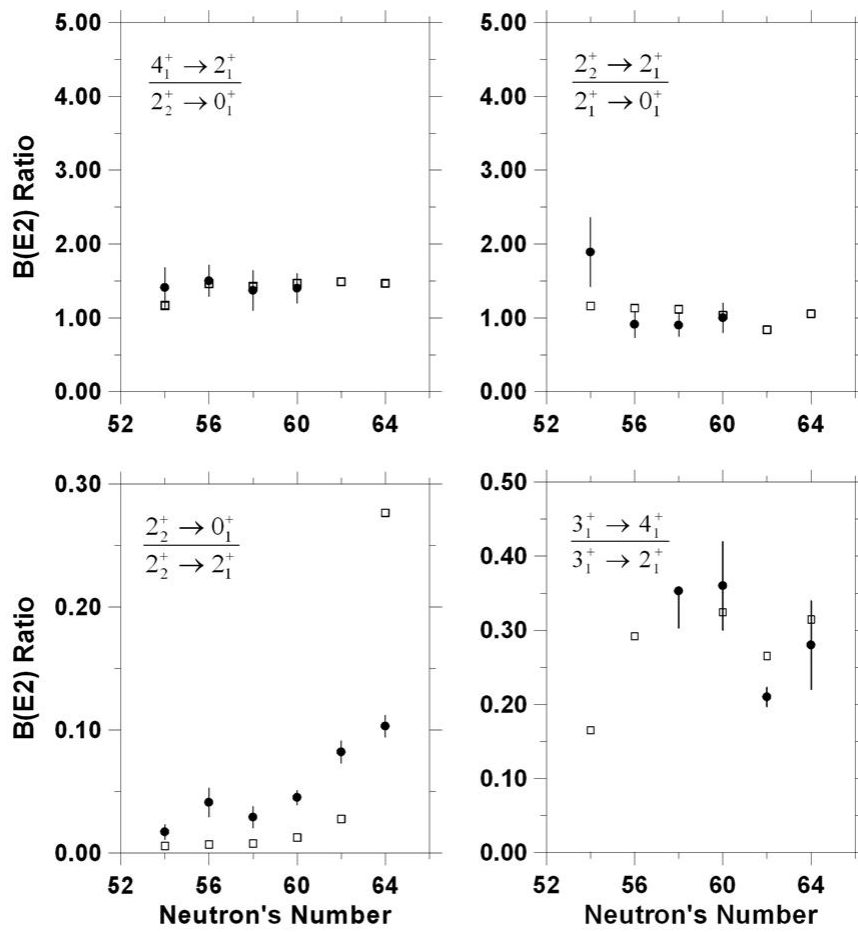 5.00
4.00
3.00
2.00
1.00
0.00
52 56 60 64
B(E2) Ratio
4₁⁺ → 2₁⁺
2₂⁺ → 0₁⁺
5.00
4.00
3.00
2.00
1.00
0.00
52 56 60 64
2₂⁺ → 2₁⁺
2₁⁺ → 0₁⁺
0.30
0.20
0.10
0.00
52 56 60 64
B(E2) Ratio
Neutron's Number
2₂⁺ → 0₁⁺
2₂⁺ → 2₁⁺
0.50
0.40
0.30
0.20
0.10
0.00
52 56 60 64
Neutron's Number
3₁⁺ → 4₁⁺
3₁⁺ → 2₁⁺